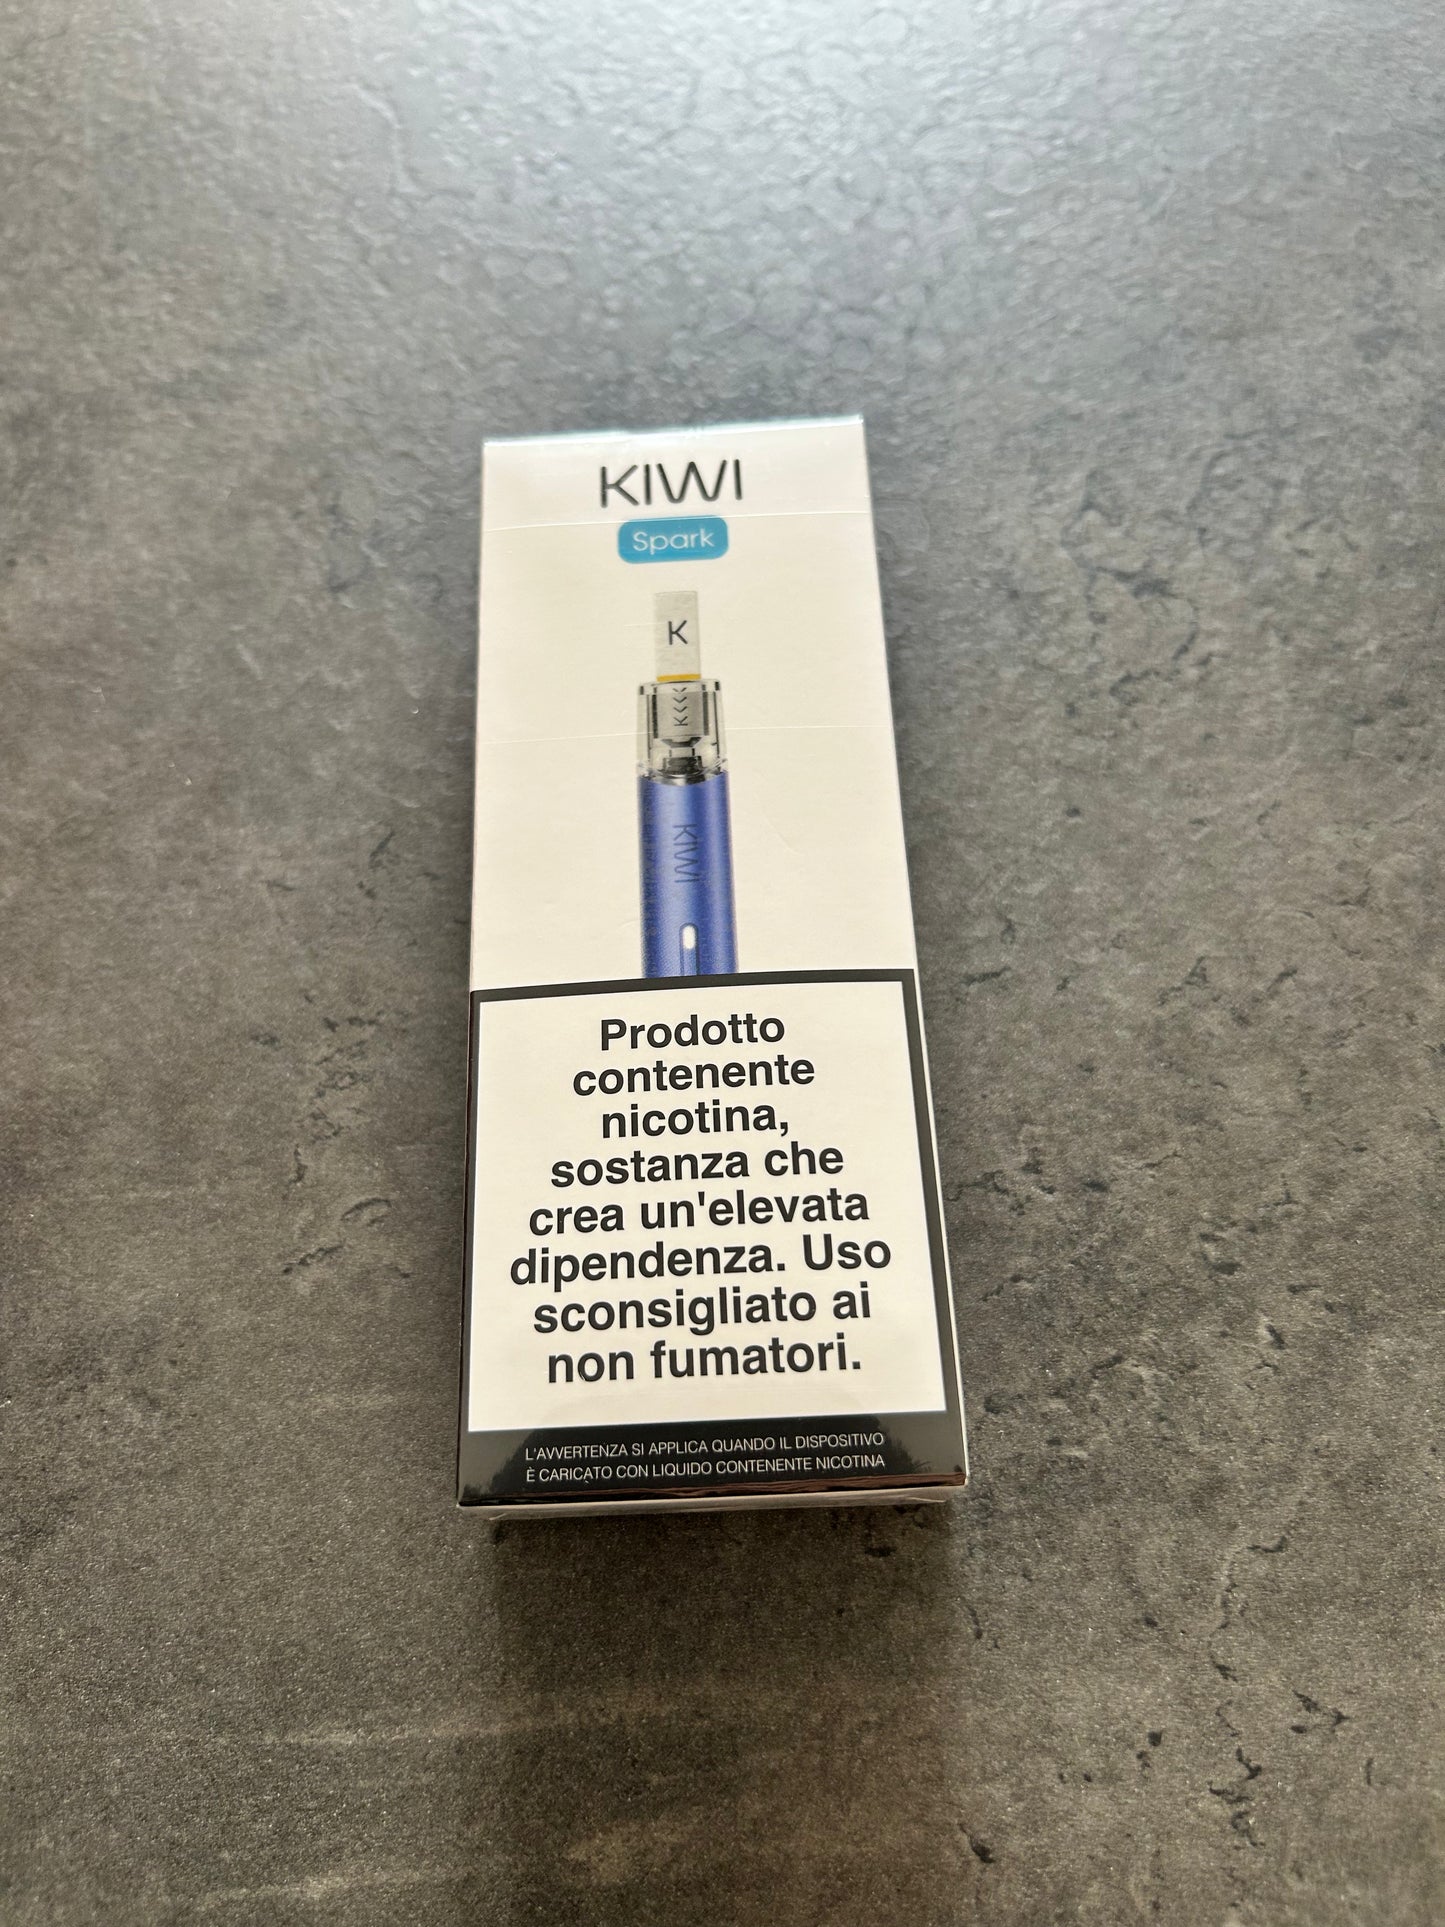 KIWI
Spark
K
K
KIWI
Prodotto
contenente
nicotina,
sostanza che
crea un'elevata
dipendenza. Uso
sconsigliato ai
non fumatori.
L'AVVERTENZA SI APPLICA QUANDO IL DISPOSITIVO
È CARICATO CON LIQUIDO CONTENENTE NICOTINA